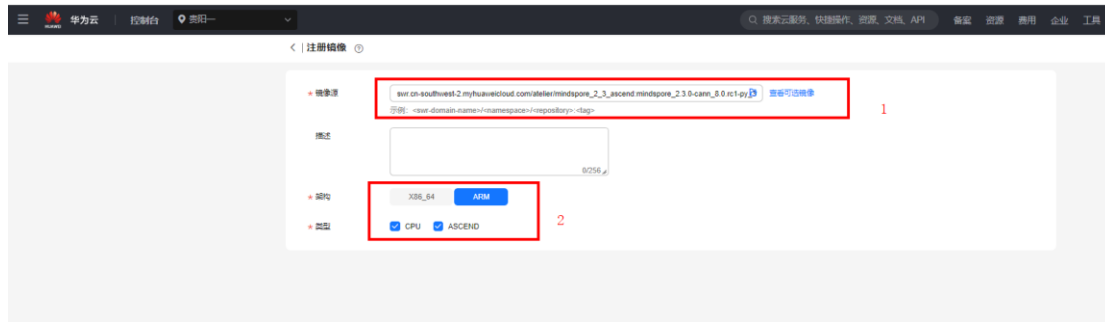 HUAWEI 华为云 控制台 贵阳一 搜索云服务、快捷操作、资源、文档、API 备案 资源 费用 企业 工具
注册镜像
* 镜像源 swr.cn-southwest-2.myhuaweicloud.com/atelier/mindspore_2_3_ascend:mindspore_2.3.0-cann_8.0.rc1-py_ 查看可选镜像
示例：<swr-domain-name>/<namespace>/<repository>:<tag>
1
描述
0/256
* 架构 X86_64 ARM
* 类型 CPU ASCEND
2